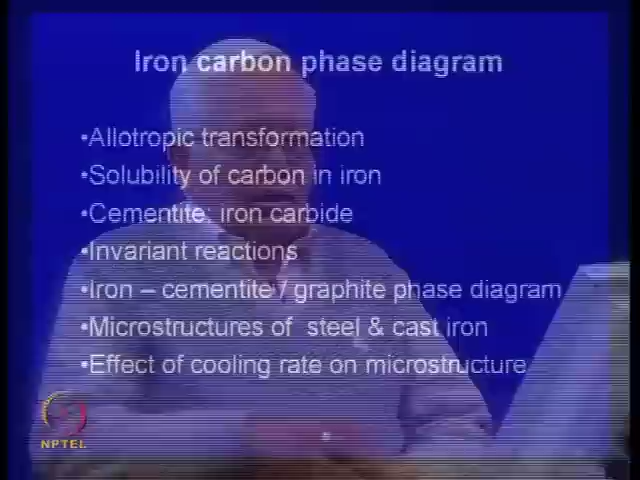 Iron carbon phase diagram
•Allotropic transformation
•Solubility of carbon in iron
•Cementite: iron carbide
•Invariant reactions
•Iron – cementite / graphite phase diagram
•Microstructures of steel & cast iron
•Effect of cooling rate on microstructure
NPTEL